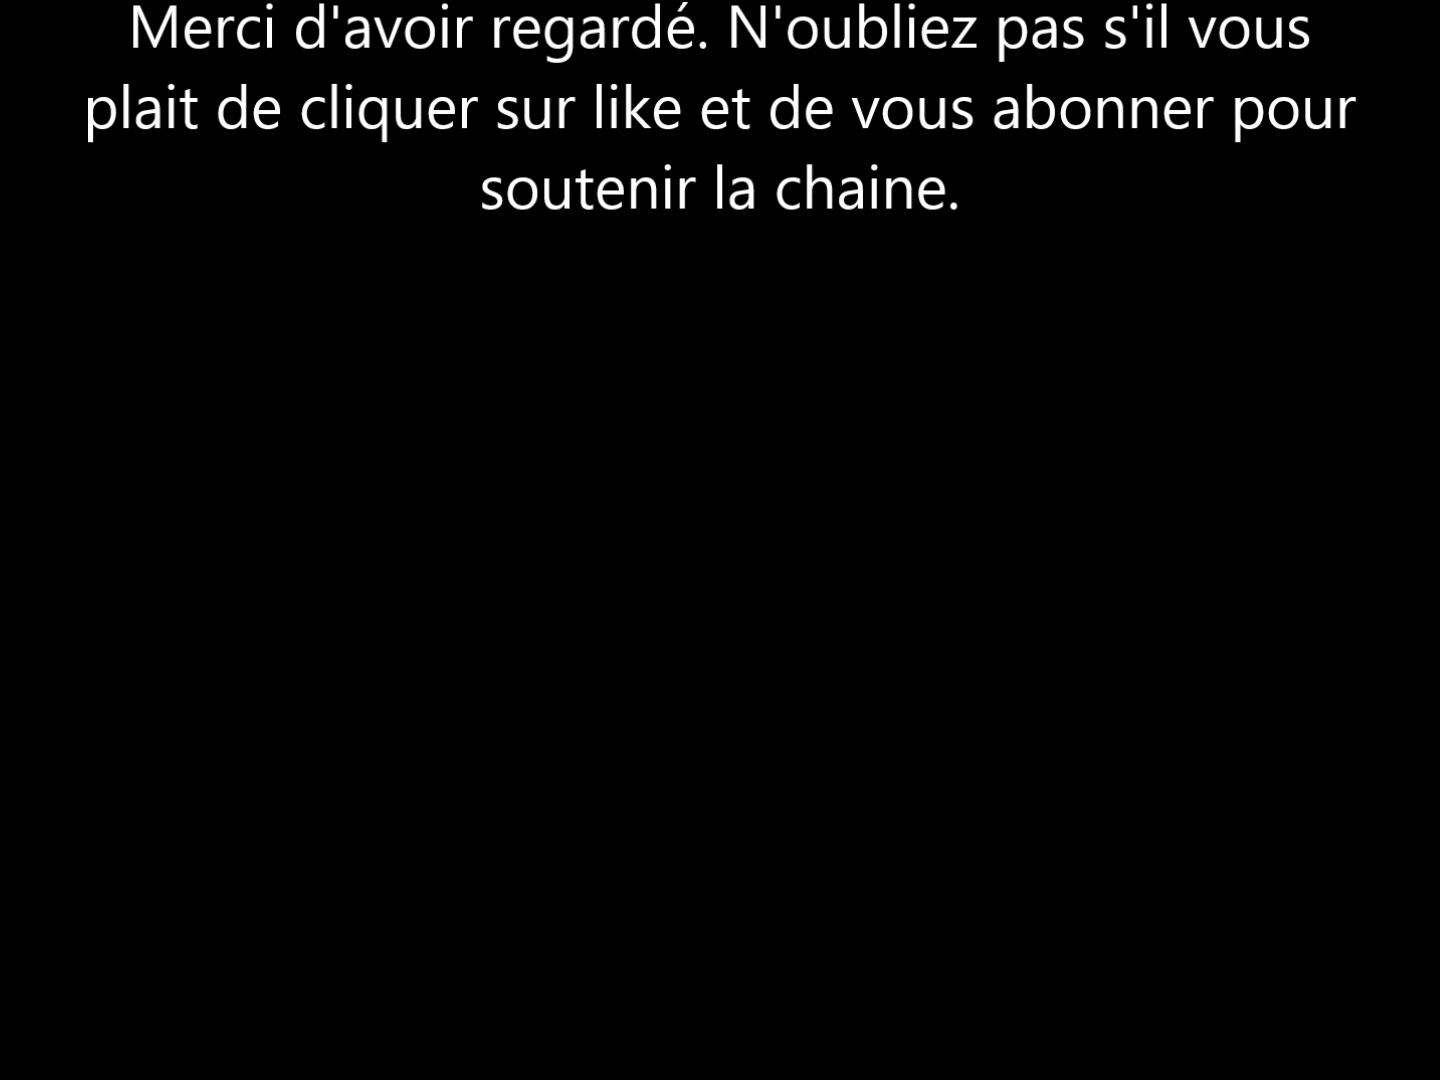 Merci d'avoir regardé. N'oubliez pas s'il vous
plait de cliquer sur like et de vous abonner pour
soutenir la chaine.